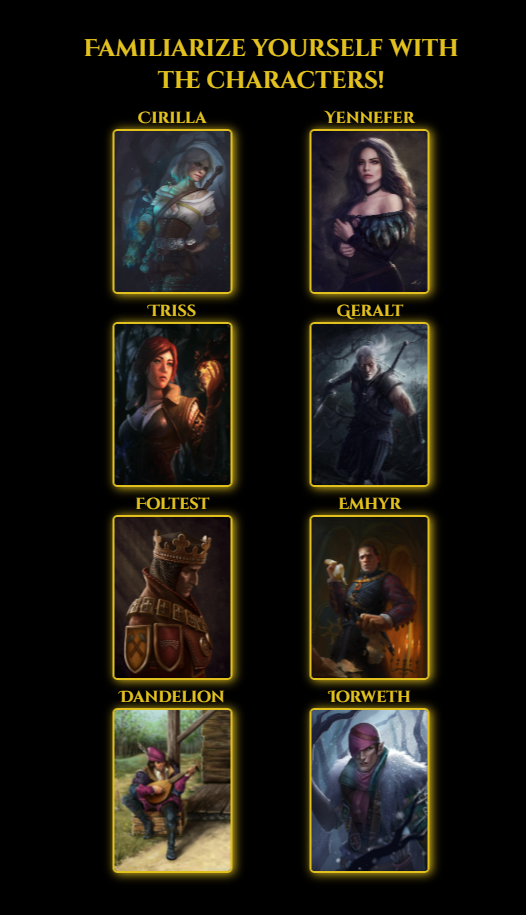 Familiarize yourself with
the characters!
Cirilla
Yennefer
Triss
Geralt
Foltest
Emhyr
Dandelion
Iorweth